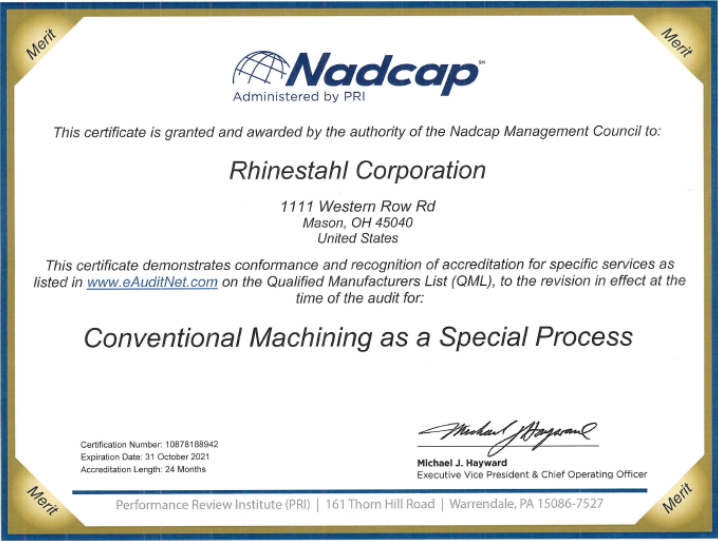 Merit
Merit
Nadcap℠
Administered by PRI
This certificate is granted and awarded by the authority of the Nadcap Management Council to:
Rhinestahl Corporation
1111 Western Row Rd
Mason, OH 45040
United States
This certificate demonstrates conformance and recognition of accreditation for specific services as
listed in www.eAuditNet.com on the Qualified Manufacturers List (QML), to the revision in effect at the
time of the audit for:
Conventional Machining as a Special Process
Certification Number: 10878188942
Expiration Date: 31 October 2021
Accreditation Length: 24 Months
Michael J Hayward
Michael J. Hayward
Executive Vice President & Chief Operating Officer
Merit
Merit
Performance Review Institute (PRI) | 161 Thorn Hill Road | Warrendale, PA 15086-7527